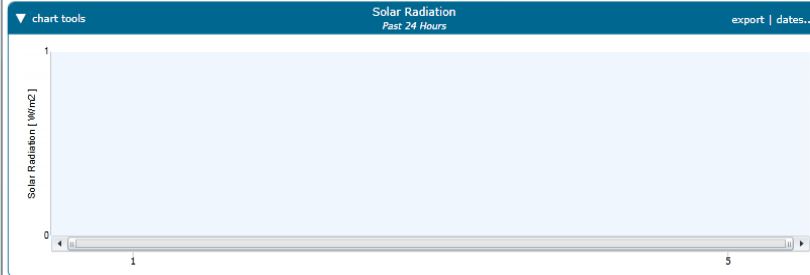 ▼ chart tools
Solar Radiation
Past 24 Hours
export | dates..
1
Solar Radiation [ W/m2 ]
0
1
5